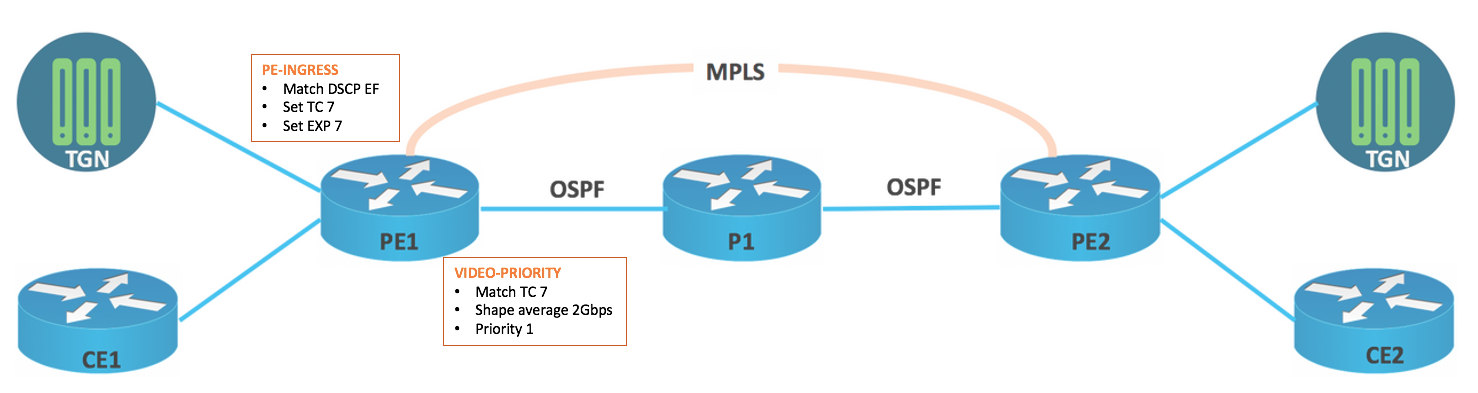 PE-INGRESS
• Match DSCP EF
• Set TC 7
• Set EXP 7
MPLS
TGN
TGN
OSPF
OSPF
PE1
P1
PE2
VIDEO-PRIORITY
• Match TC 7
• Shape average 2Gbps
• Priority 1
CE1
CE2